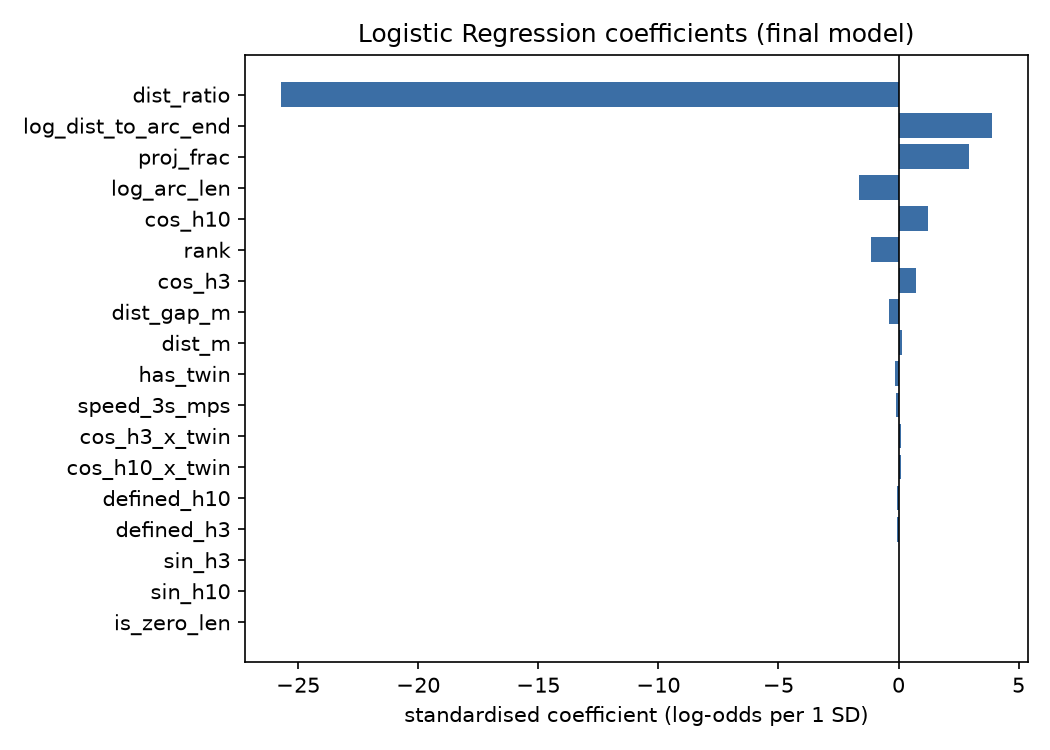 Logistic Regression coefficients (final model)
dist_ratio
log_dist_to_arc_end
proj_frac
log_arc_len
cos_h10
rank
cos_h3
dist_gap_m
dist_m
has_twin
speed_3s_mps
cos_h3_x_twin
cos_h10_x_twin
defined_h10
defined_h3
sin_h3
sin_h10
is_zero_len
−25 −20 −15 −10 −5 0 5
standardised coefficient (log-odds per 1 SD)